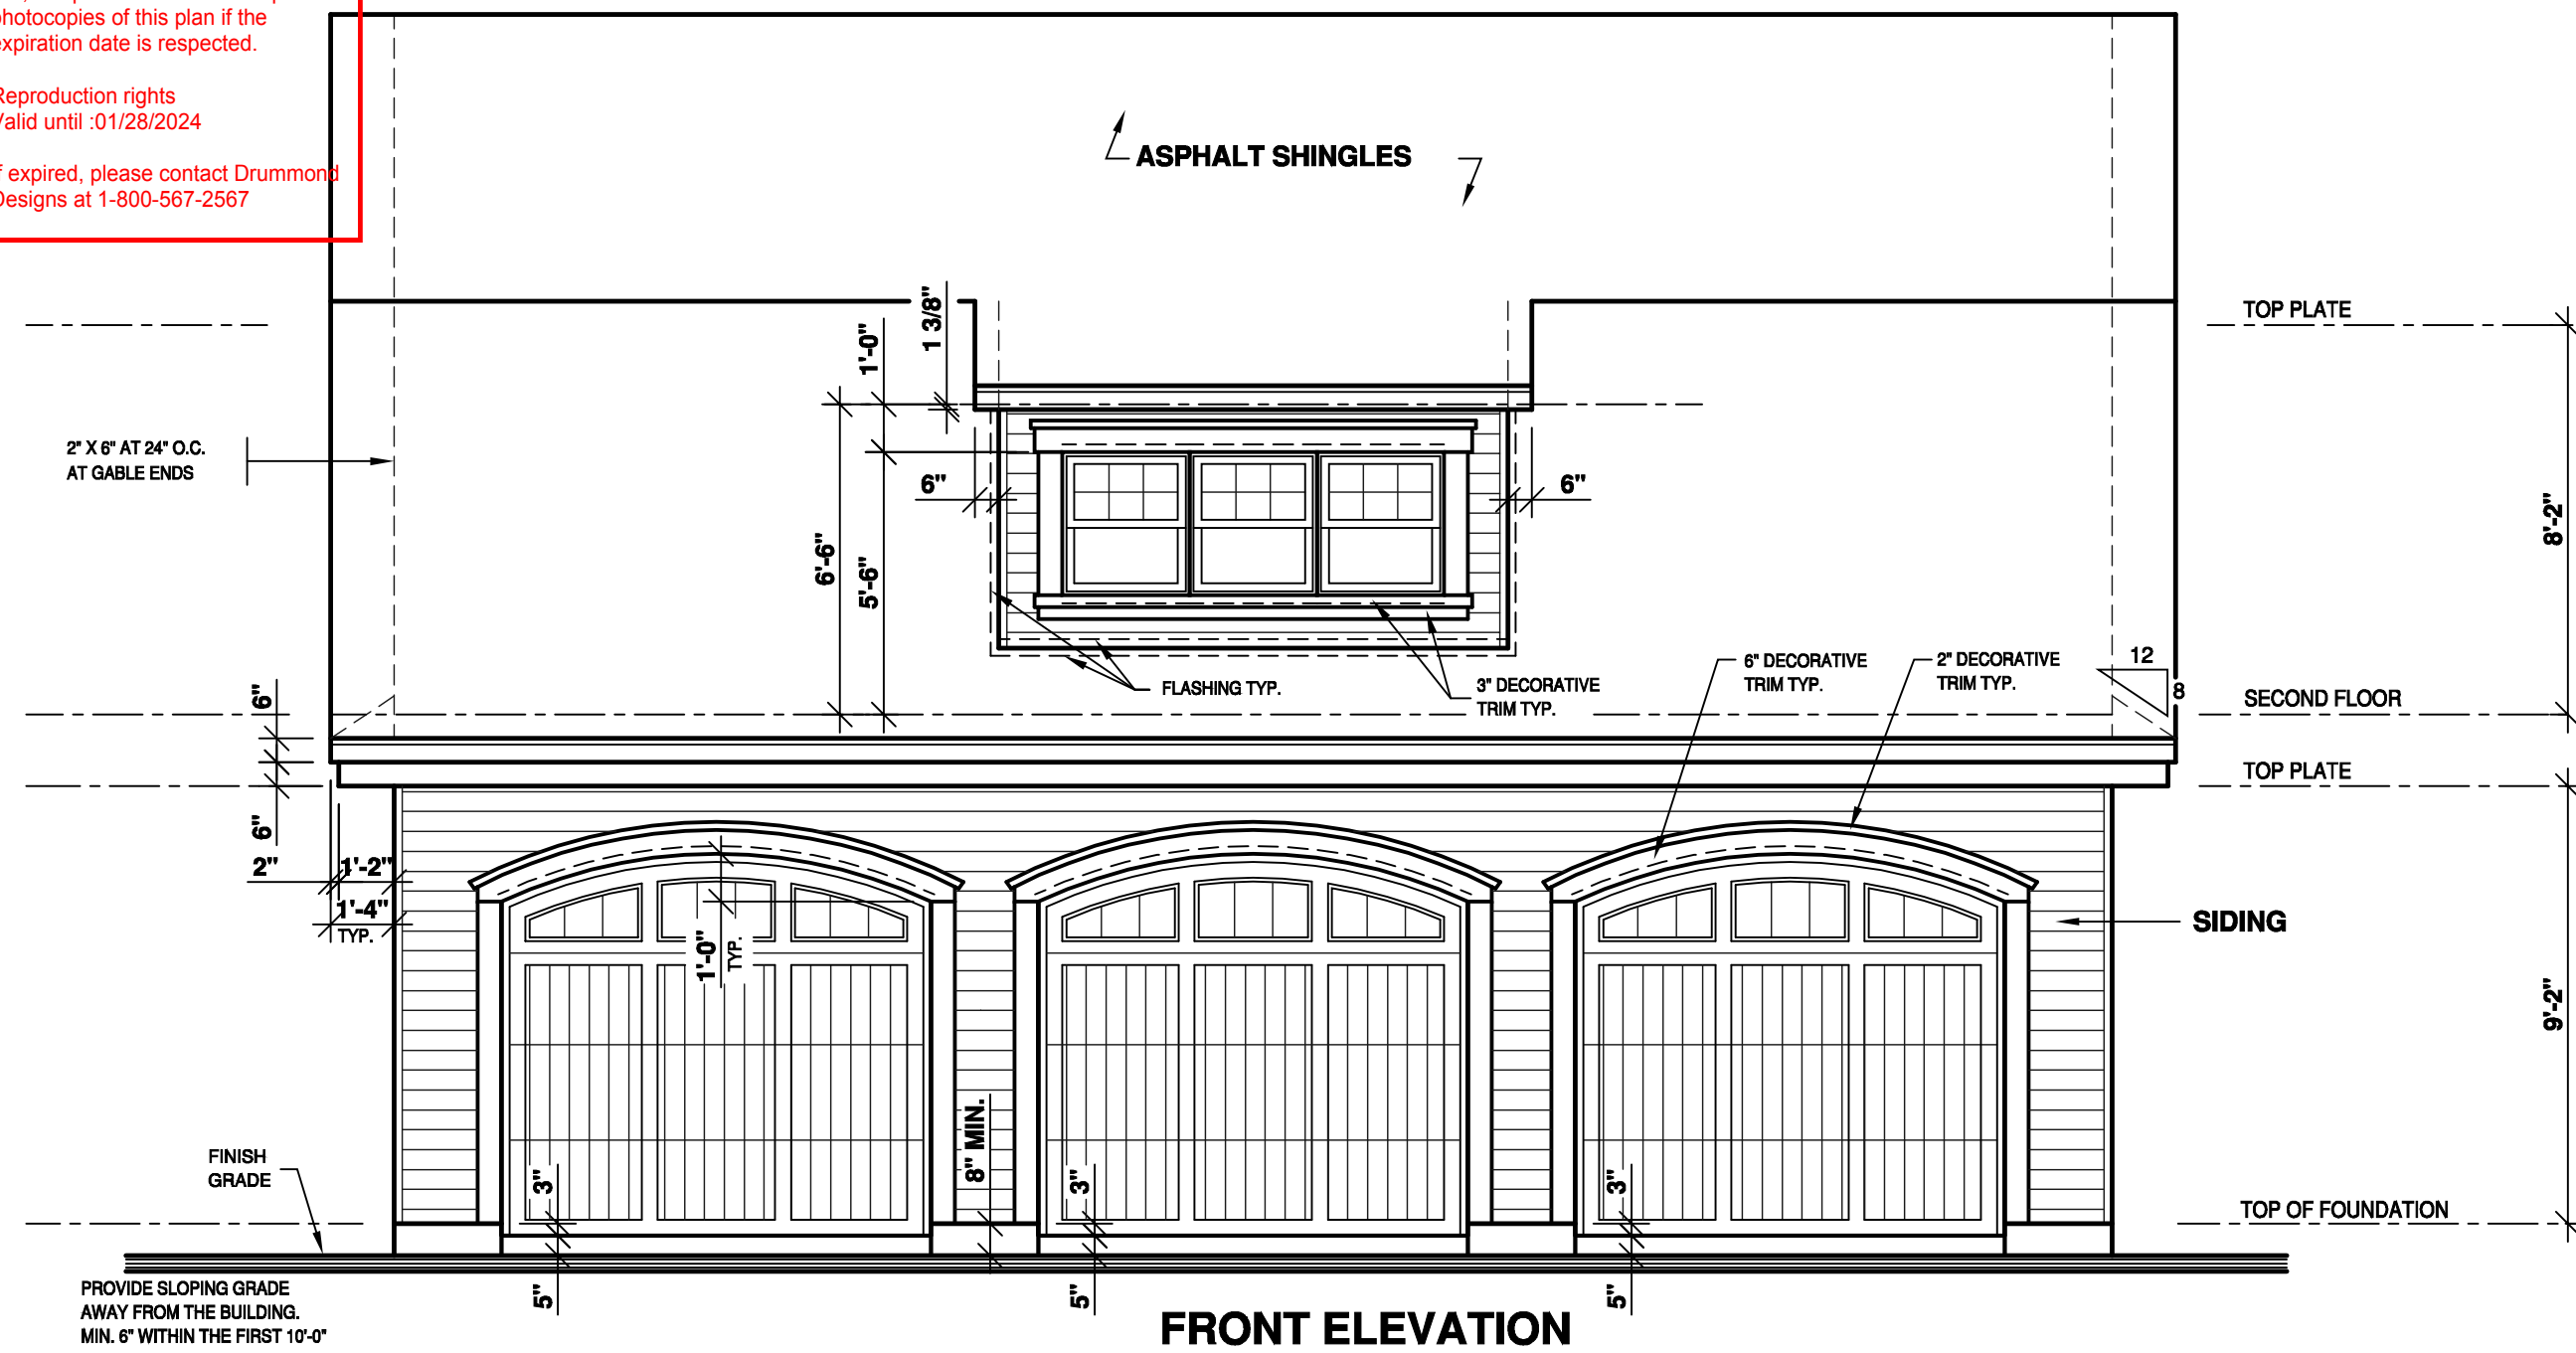 photocopies of this plan if the
expiration date is respected.
Reproduction rights
Valid until :01/28/2024
If expired, please contact Drummond
Designs at 1-800-567-2567
ASPHALT SHINGLES
1 3/8"
1'-0"
TOP PLATE
2" X 6" AT 24" O.C.
AT GABLE ENDS
6"
6"
6'-6"
5'-6"
8'-2"
FLASHING TYP.
3" DECORATIVE
TRIM TYP.
6" DECORATIVE
TRIM TYP.
2" DECORATIVE
TRIM TYP.
12
8
SECOND FLOOR
6"
TOP PLATE
6"
2"
1'-2"
1'-4"
TYP.
1'-0"
TYP.
SIDING
9'-2"
8" MIN.
FINISH
GRADE
3"
3"
3"
TOP OF FOUNDATION
5"
5"
5"
PROVIDE SLOPING GRADE
AWAY FROM THE BUILDING.
MIN. 6" WITHIN THE FIRST 10'-0"
FRONT ELEVATION